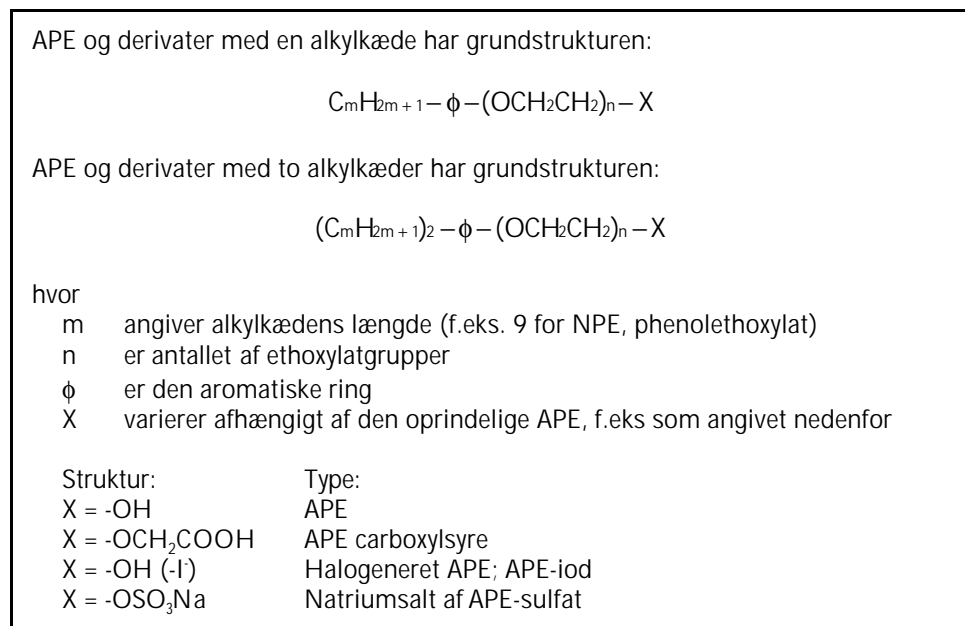 APE og derivater med en alkylkæde har grundstrukturen:
CmH2m + 1 – ϕ – (OCH2CH2)n – X
APE og derivater med to alkylkæder har grundstrukturen:
(CmH2m + 1)2 – ϕ – (OCH2CH2)n – X
hvor
m angiver alkylkædens længde (f.eks. 9 for NPE, phenolethoxylat)
n er antallet af ethoxylatgrupper
ϕ er den aromatiske ring
X varierer afhængigt af den oprindelige APE, f.eks som angivet nedenfor
Struktur: Type:
X = -OH APE
X = -OCH₂COOH APE carboxylsyre
X = -OH (-I⁻) Halogeneret APE; APE-iod
X = -OSO₃Na Natriumsalt af APE-sulfat